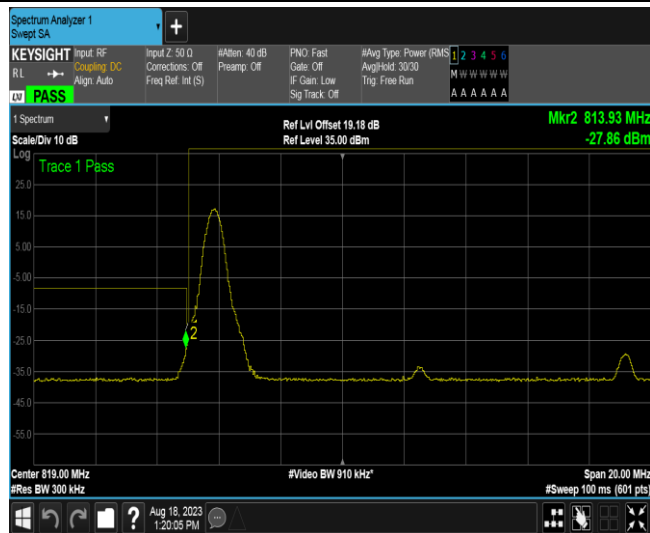 Spectrum Analyzer 1
Swept SA
+
KEYSIGHT Input: RF Input Z: 50 Ω #Atten: 40 dB PNO: Fast #Avg Type: Power (RMS 1 2 3 4 5 6
RL Coupling: DC Corrections: Off Preamp: Off Gate: Off Avg|Hold: 30/30 M W W W W W
Align: Auto Freq Ref: Int (S) IF Gain: Low Trig: Free Run
LXI PASS Sig Track: Off A A A A A A
1 Spectrum Ref Lvl Offset 19.18 dB Mkr2 813.93 MHz
Scale/Div 10 dB Ref Level 35.00 dBm -27.86 dBm
Log
Trace 1 Pass
25.0
15.0
5.00
-5.00
-15.0
2
-25.0
-35.0
-45.0
-55.0
Center 819.00 MHz #Video BW 910 kHz* Span 20.00 MHz
#Res BW 300 kHz #Sweep 100 ms (601 pts)
? Aug 18, 2023
1:20:05 PM